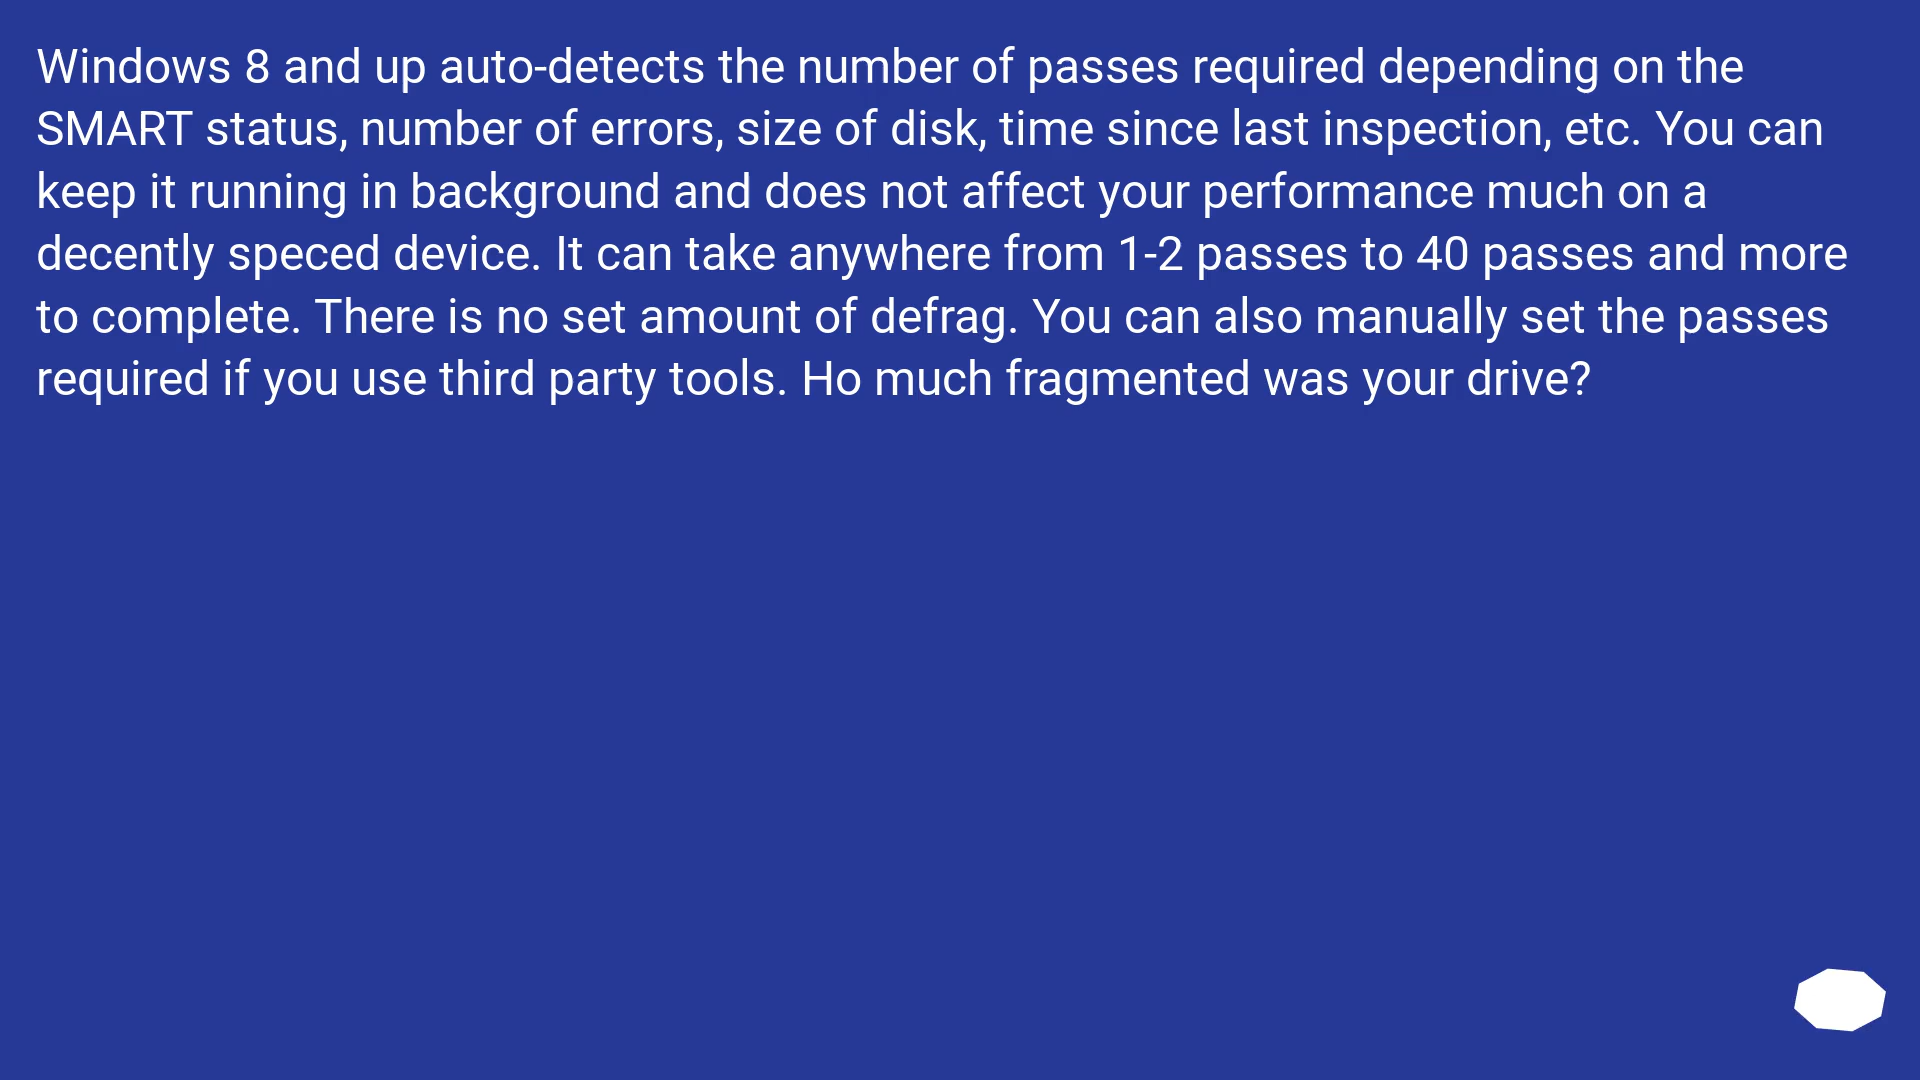 Windows 8 and up auto-detects the number of passes required depending on the
SMART status, number of errors, size of disk, time since last inspection, etc. You can
keep it running in background and does not affect your performance much on a
decently speced device. It can take anywhere from 1-2 passes to 40 passes and more
to complete. There is no set amount of defrag. You can also manually set the passes
required if you use third party tools. Ho much fragmented was your drive?